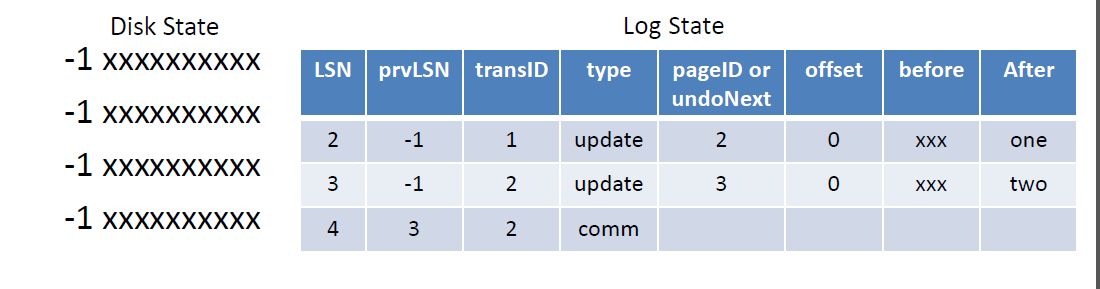 Disk State
-1 xxxxxxxxxx
-1 xxxxxxxxxx
-1 xxxxxxxxxx
-1 xxxxxxxxxx
Log State
LSN prvLSN transID type pageID or undoNext offset before After
2 -1 1 update 2 0 xxx one
3 -1 2 update 3 0 xxx two
4 3 2 comm